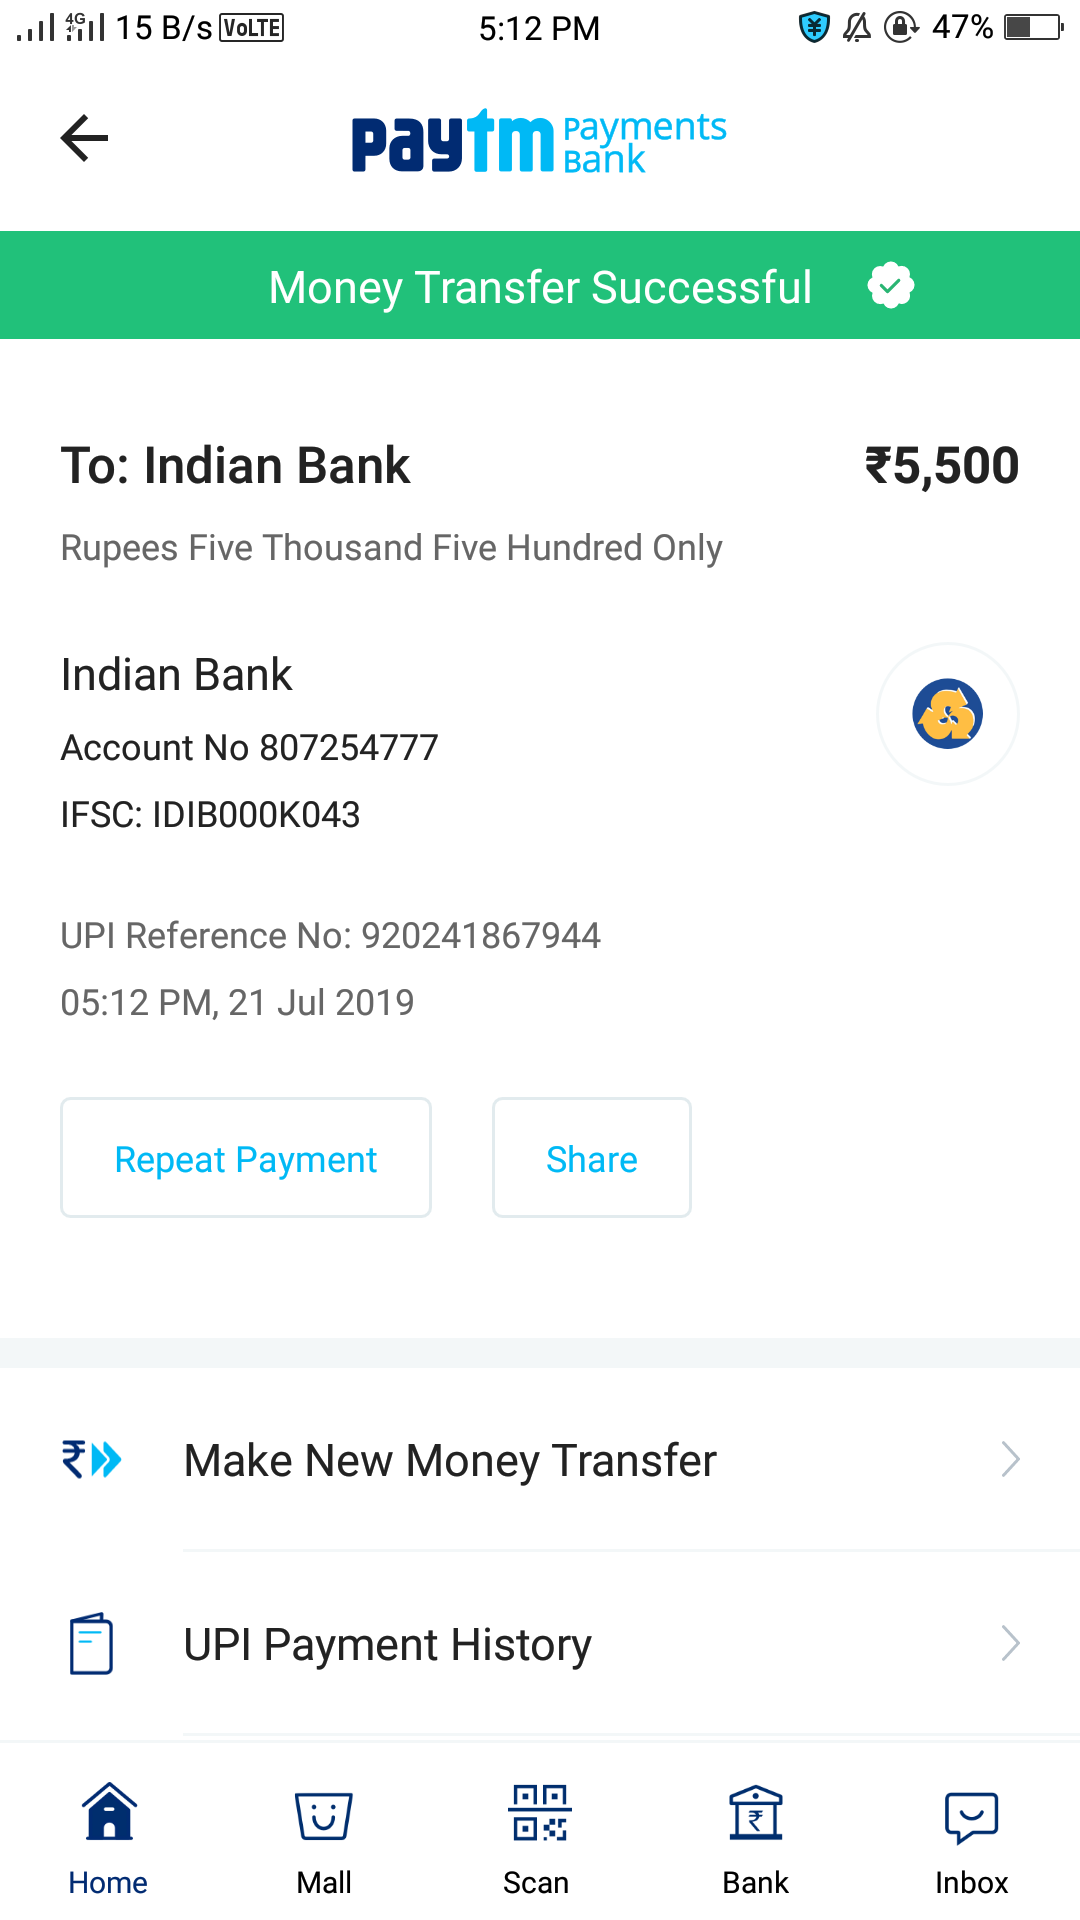 4G 15 B/s VoLTE 5:12 PM 47%
paytm Payments Bank
Money Transfer Successful
To: Indian Bank ₹5,500
Rupees Five Thousand Five Hundred Only
Indian Bank
Account No 807254777
IFSC: IDIB000K043
UPI Reference No: 920241867944
05:12 PM, 21 Jul 2019
Repeat Payment Share
Make New Money Transfer
UPI Payment History
Home Mall Scan Bank Inbox